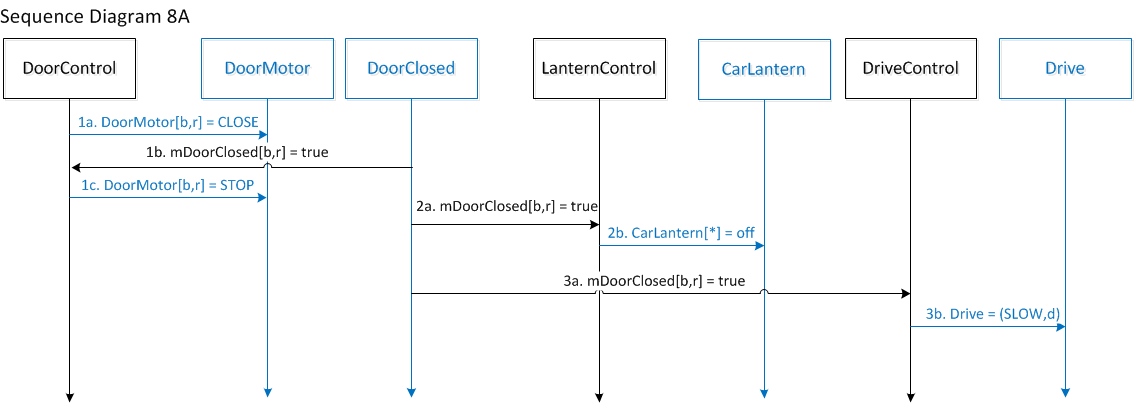 Sequence Diagram 8A
DoorControl
DoorMotor
DoorClosed
LanternControl
CarLantern
DriveControl
Drive
1a. DoorMotor[b,r] = CLOSE
1b. mDoorClosed[b,r] = true
1c. DoorMotor[b,r] = STOP
2a. mDoorClosed[b,r] = true
2b. CarLantern[*] = off
3a. mDoorClosed[b,r] = true
3b. Drive = (SLOW,d)